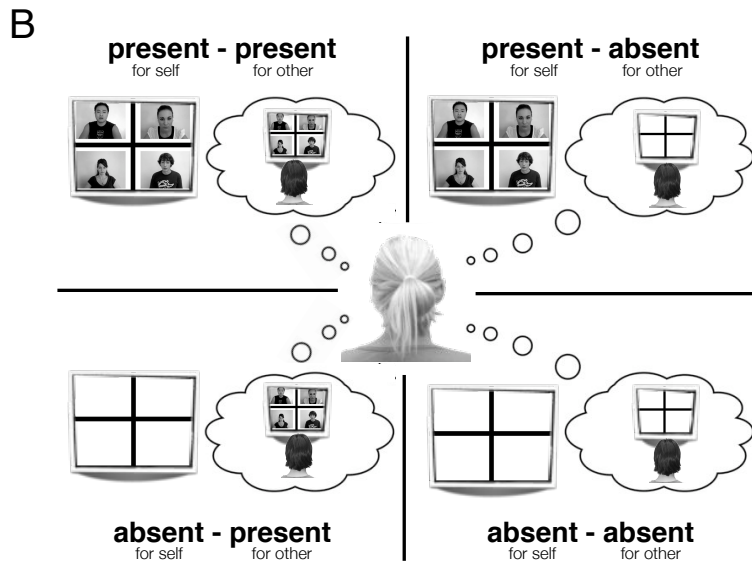 B
present - present
for self for other
present - absent
for self for other
absent - present
for self for other
absent - absent
for self for other